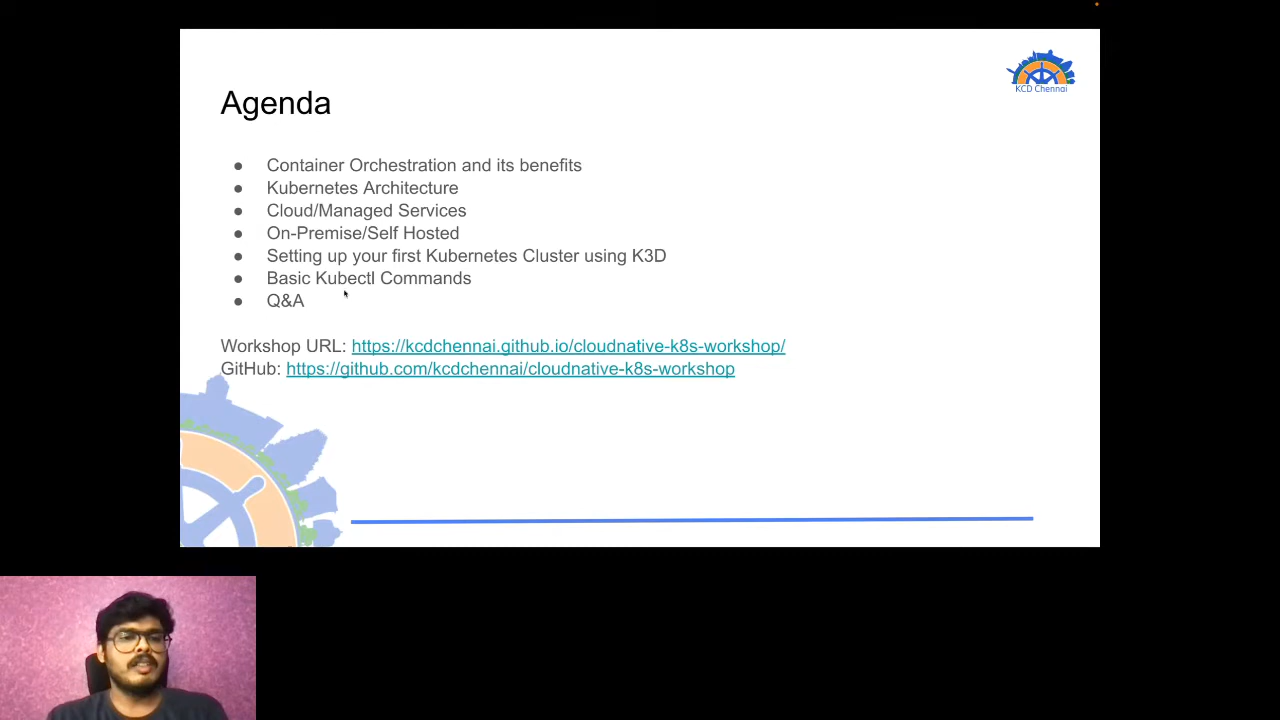 KCD Chennai
Agenda
● Container Orchestration and its benefits
● Kubernetes Architecture
● Cloud/Managed Services
● On-Premise/Self Hosted
● Setting up your first Kubernetes Cluster using K3D
● Basic Kubectl Commands
● Q&A
Workshop URL: https://kcdchennai.github.io/cloudnative-k8s-workshop/
GitHub: https://github.com/kcdchennai/cloudnative-k8s-workshop